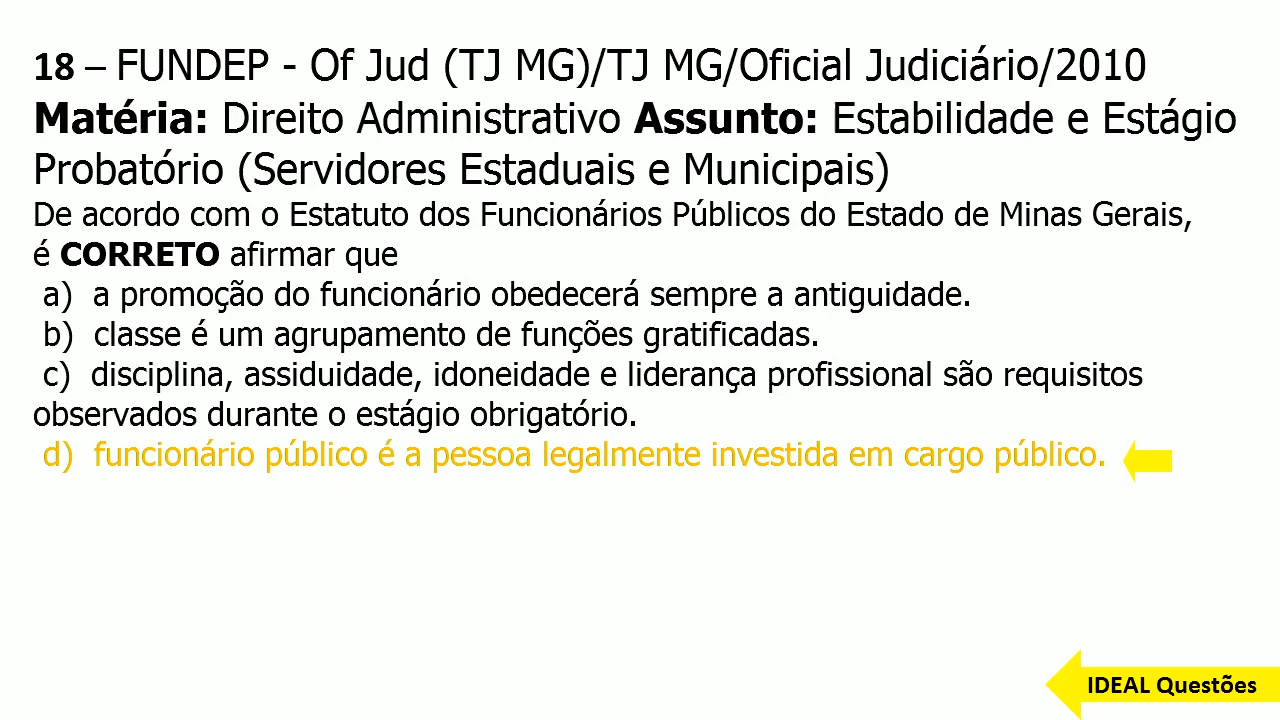 18 – FUNDEP - Of Jud (TJ MG)/TJ MG/Oficial Judiciário/2010
Matéria: Direito Administrativo Assunto: Estabilidade e Estágio
Probatório (Servidores Estaduais e Municipais)
De acordo com o Estatuto dos Funcionários Públicos do Estado de Minas Gerais,
é CORRETO afirmar que
a) a promoção do funcionário obedecerá sempre a antiguidade.
b) classe é um agrupamento de funções gratificadas.
c) disciplina, assiduidade, idoneidade e liderança profissional são requisitos
observados durante o estágio obrigatório.
d) funcionário público é a pessoa legalmente investida em cargo público.
IDEAL Questões